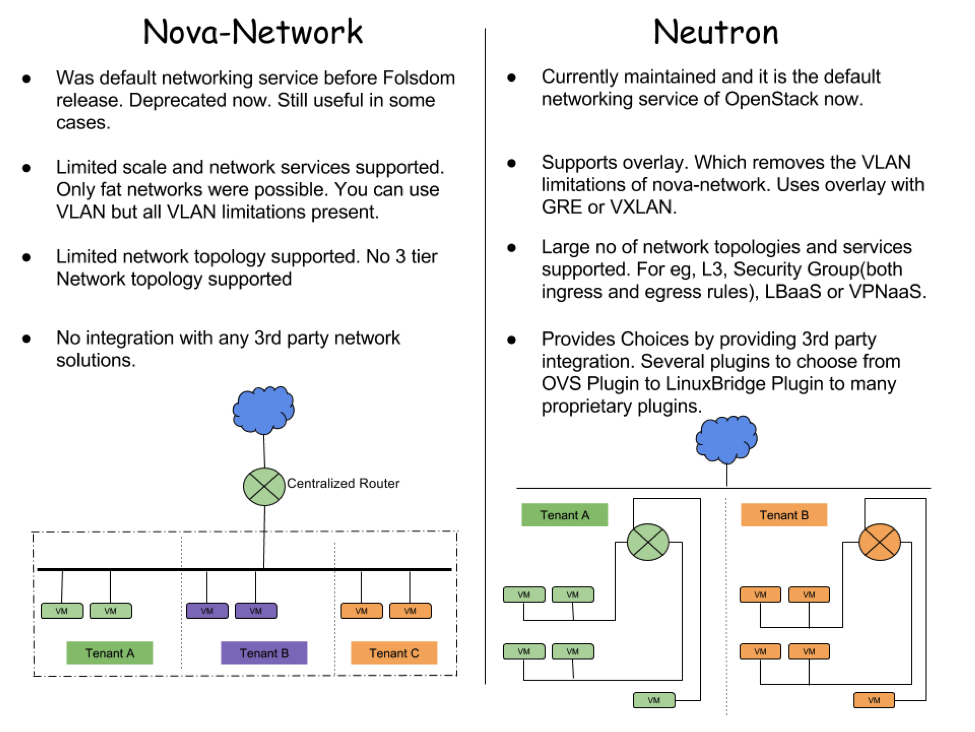 Nova-Network
● Was default networking service before Folsdom
release. Deprecated now. Still useful in some
cases.
● Limited scale and network services supported.
Only fat networks were possible. You can use
VLAN but all VLAN limitations present.
● Limited network topology supported. No 3 tier
Network topology supported
● No integration with any 3rd party network
solutions.
Centralized Router
VM VM VM VM VM VM
Tenant A Tenant B Tenant C
Neutron
● Currently maintained and it is the default
networking service of OpenStack now.
● Supports overlay. Which removes the VLAN
limitations of nova-network. Uses overlay with
GRE or VXLAN.
● Large no of network topologies and services
supported. For eg, L3, Security Group(both
ingress and egress rules), LBaaS or VPNaaS.
● Provides Choices by providing 3rd party
integration. Several plugins to choose from
OVS Plugin to LinuxBridge Plugin to many
proprietary plugins.
Tenant A Tenant B
VM VM VM VM
VM VM VM VM
VM VM